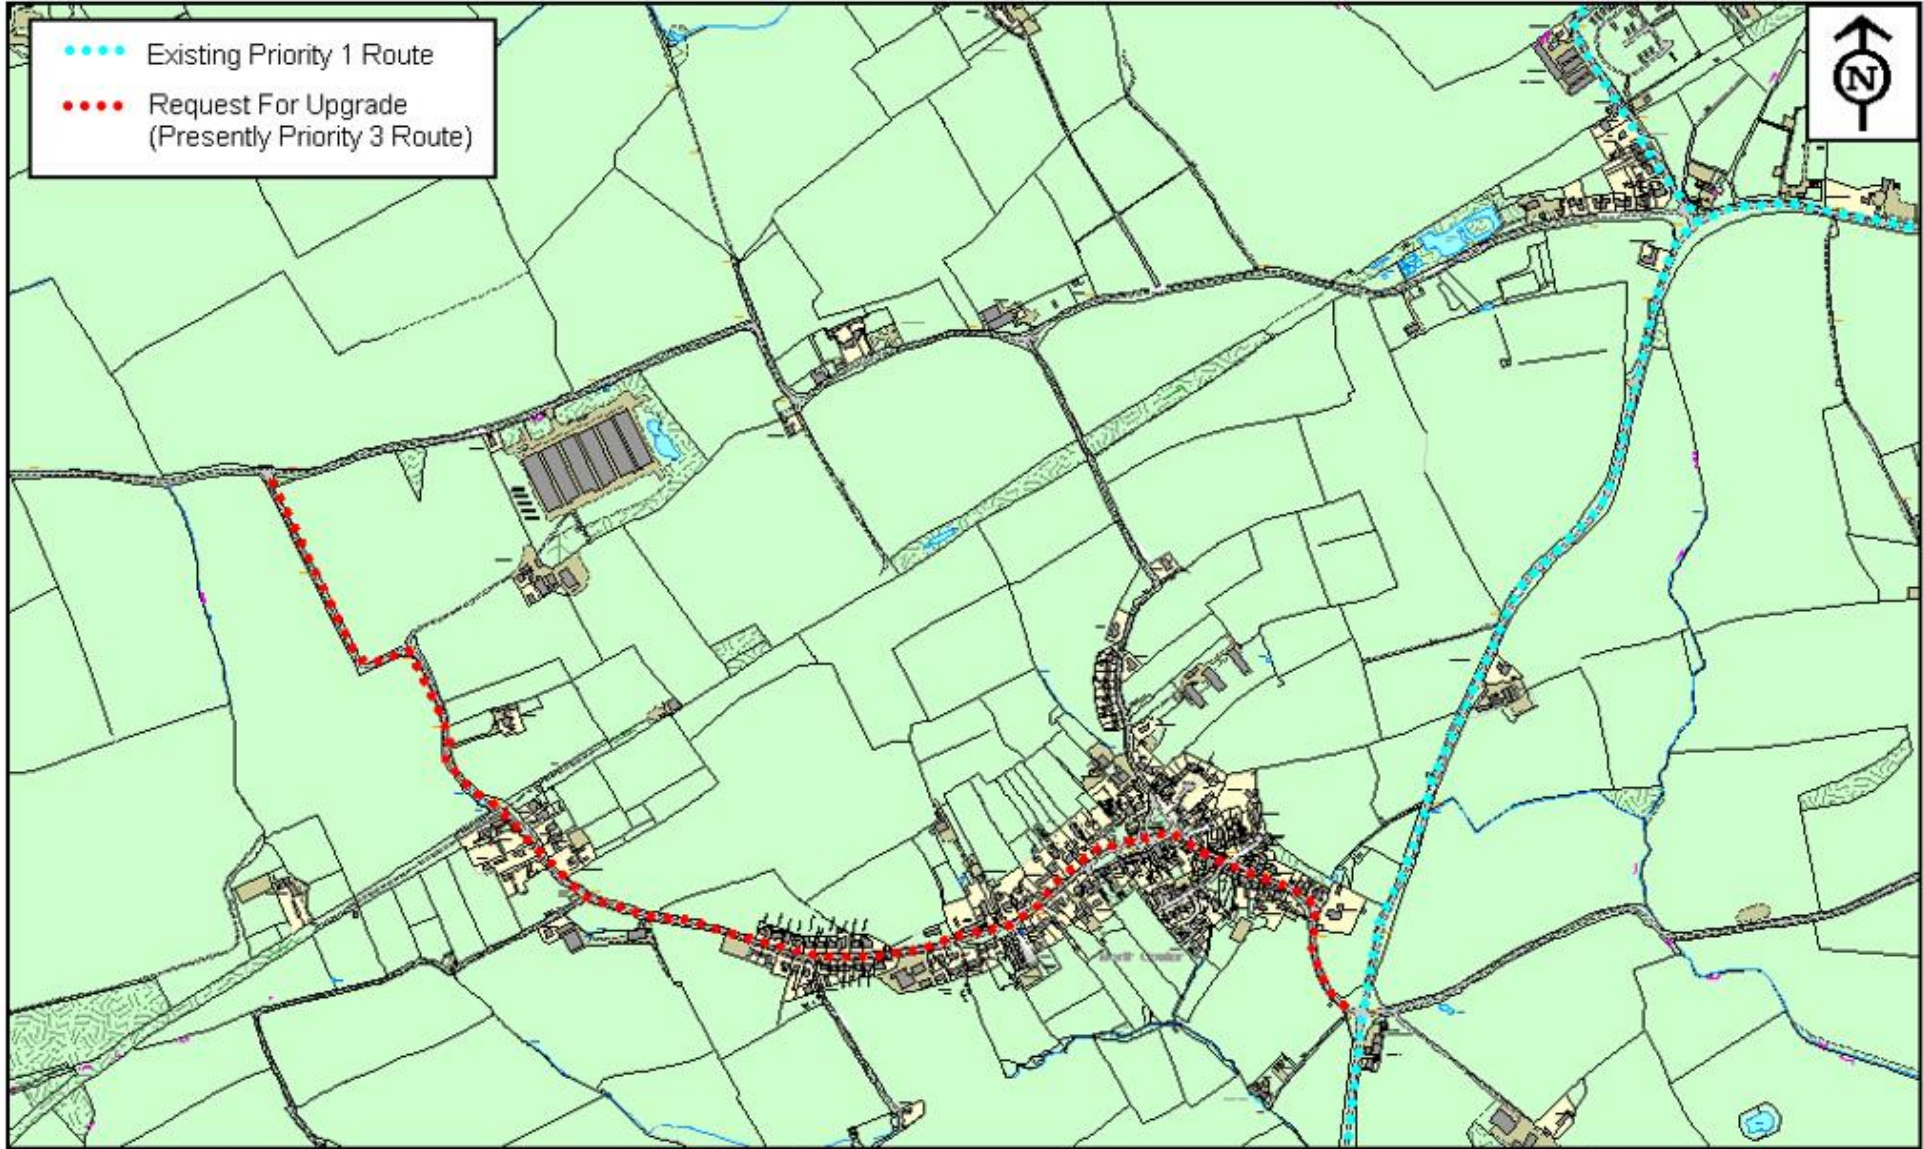 Existing Priority 1 Route
Request For Upgrade
(Presently Priority 3 Route)
N